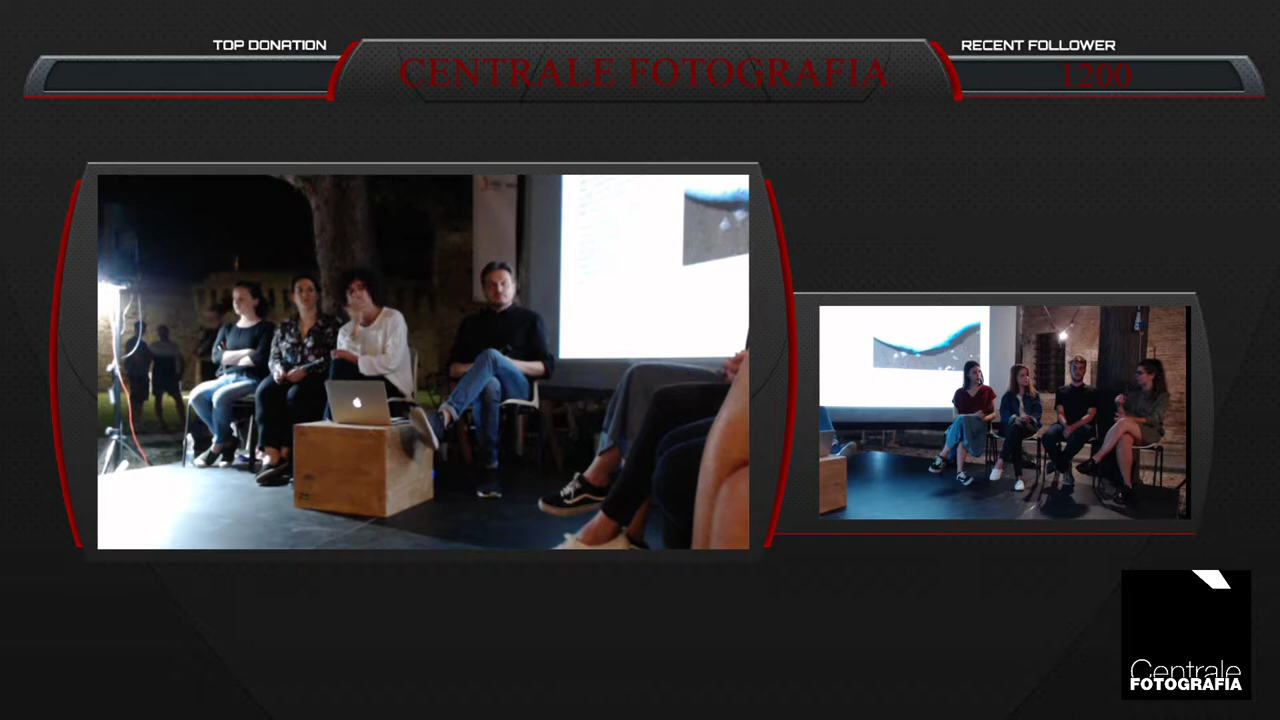 TOP DONATION
CENTRALE FOTOGRAFIA
RECENT FOLLOWER
1200
Centrale
FOTOGRAFIA